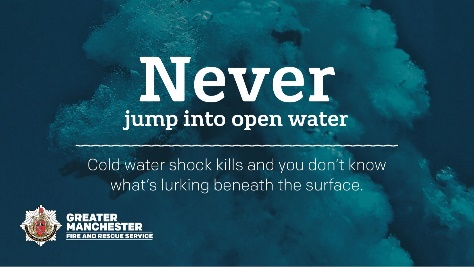 Never
jump into open water
Cold water shock kills and you don't know
what's lurking beneath the surface.
GREATER
MANCHESTER
FIRE AND RESCUE SERVICE